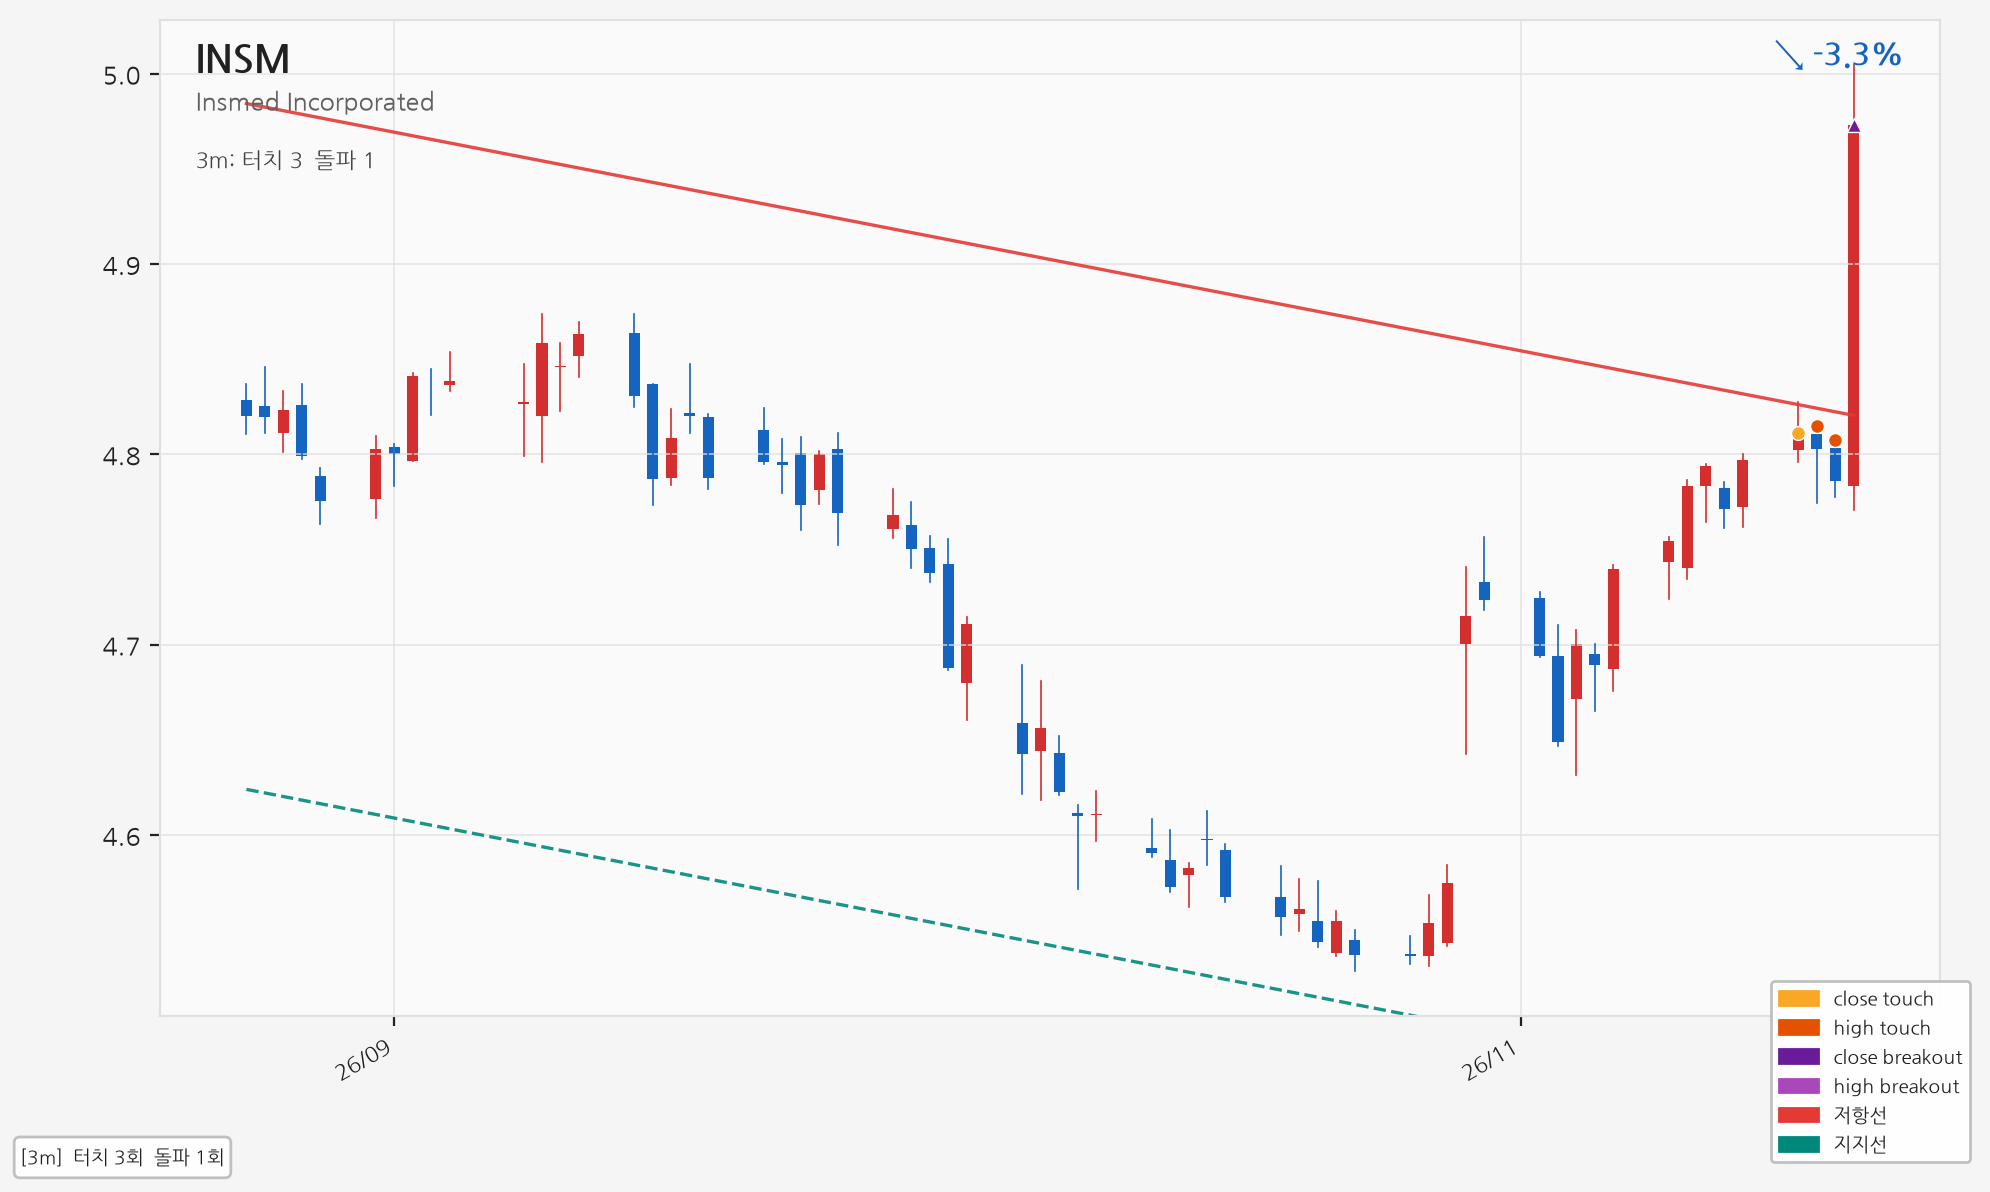 INSM
-3.3%
Insmed Incorporated
3m: 터치 3 돌파 1
5.0
4.9
4.8
4.7
4.6
26/09
26/11
close touch
high touch
close breakout
high breakout
저항선
지지선
[3m] 터치 3회 돌파 1회